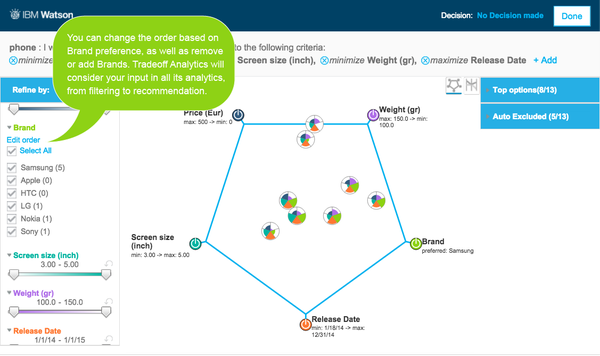 IBM Watson
Decision: No Decision made
Done
phone : I w
to the following criteria:
minimize
Screen size (inch), minimize Weight (gr), maximize Release Date + Add
You can change the order based on
Brand preference, as well as remove
or add Brands. Tradeoff Analytics will
consider your input in all its analytics,
from filtering to recommendation.
Refine by:
Top options(8/13)
Auto Excluded (5/13)
Brand
Edit order
Select All
Samsung (5)
Apple (0)
HTC (0)
LG (1)
Nokia (1)
Sony (1)
Screen size (inch)
3.00 - 5.00
Weight (gr)
100.0 - 150.0
Release Date
1/1/14 - 1/1/15
Price (Eur)
max: 500 -> min: 0
Weight (gr)
max: 150.0 -> min:
100.0
Screen size
(inch)
min: 3.00 -> max: 5.00
Brand
preferred: Samsung
Release Date
min: 1/18/14 -> max:
12/31/14